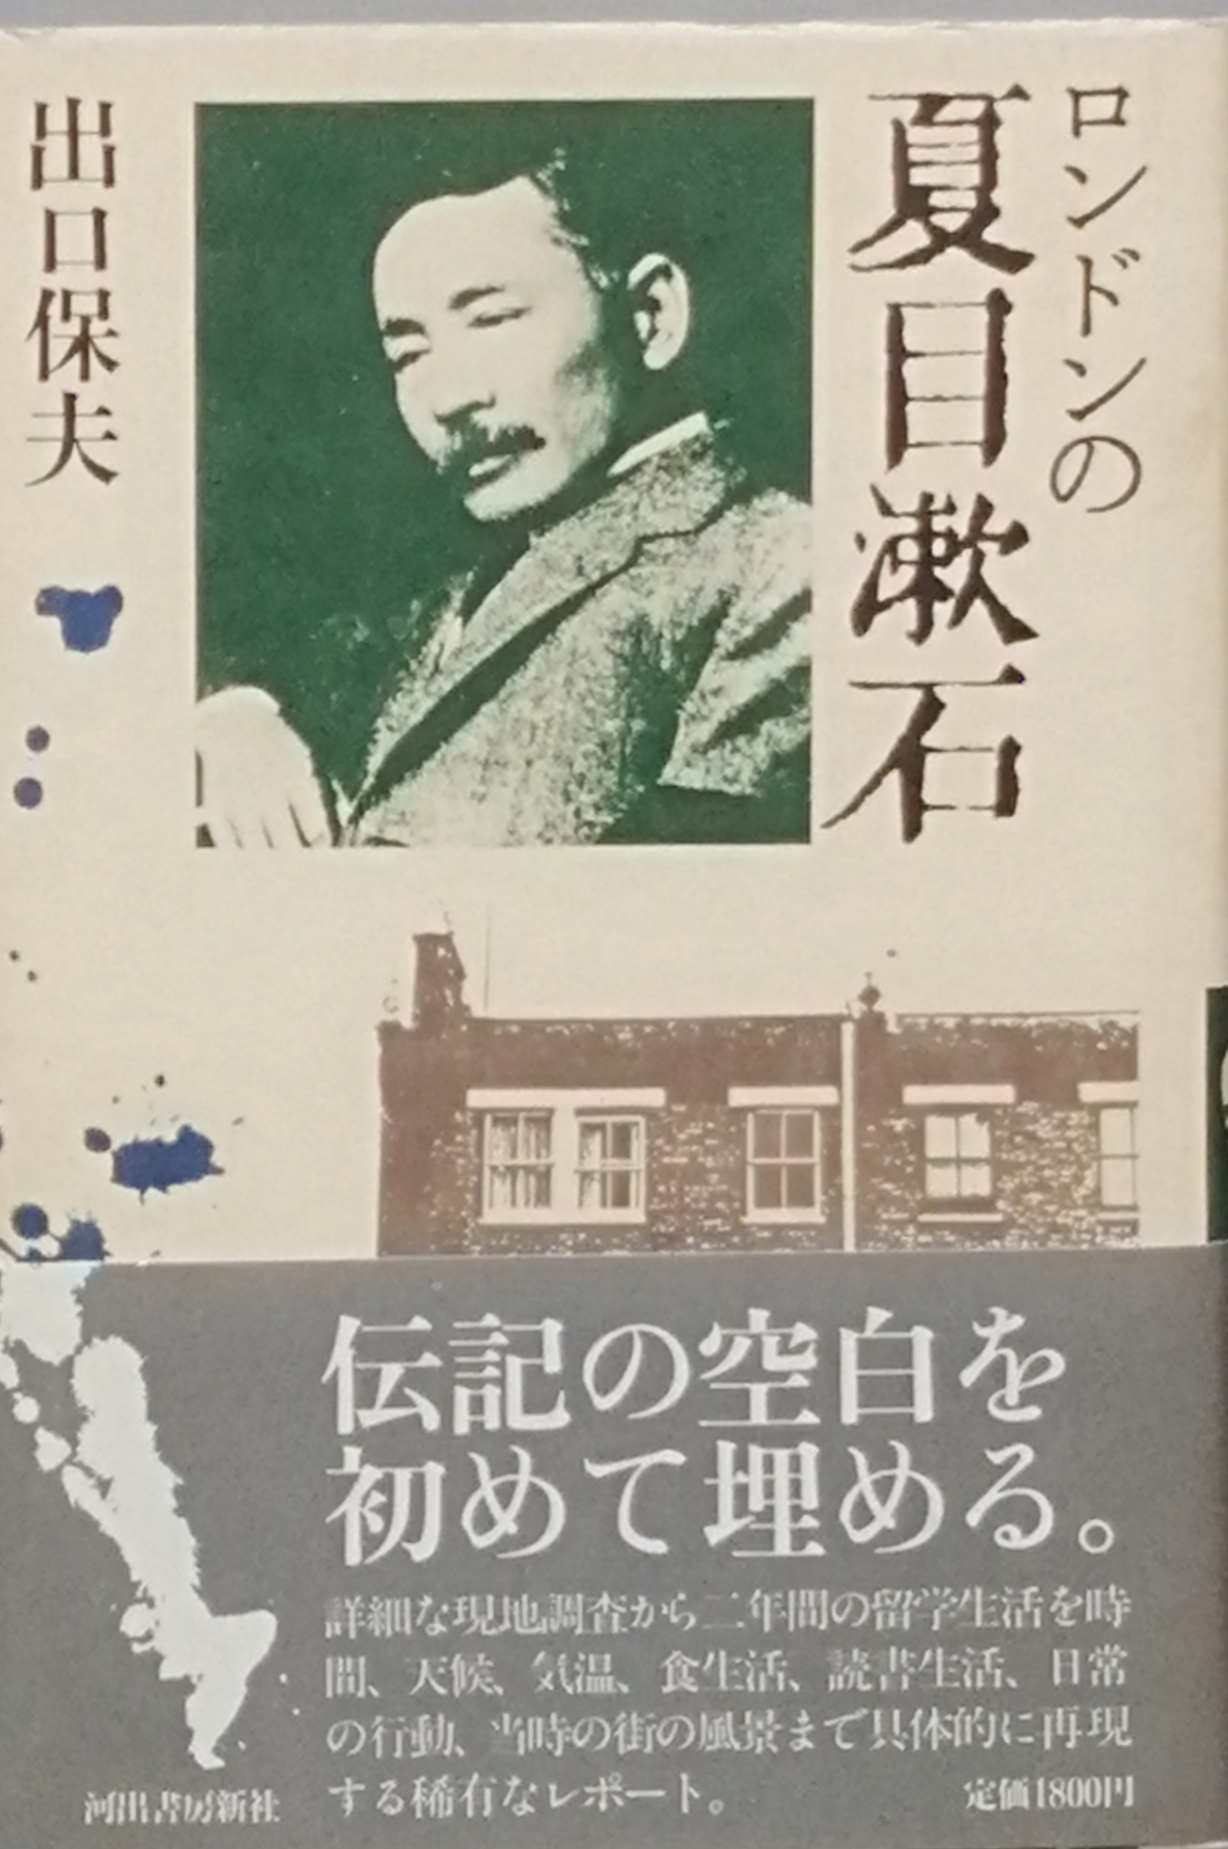 ロンドンの
夏目漱石
出口保夫
伝記の空白を
初めて埋める。
詳細な現地調査から二年間の留学生活を時
間、天候、気温、食生活、読書生活、日常
の行動、当時の街の風景まで具体的に再現
する稀有なレポート。
定価1800円
河出書房新社